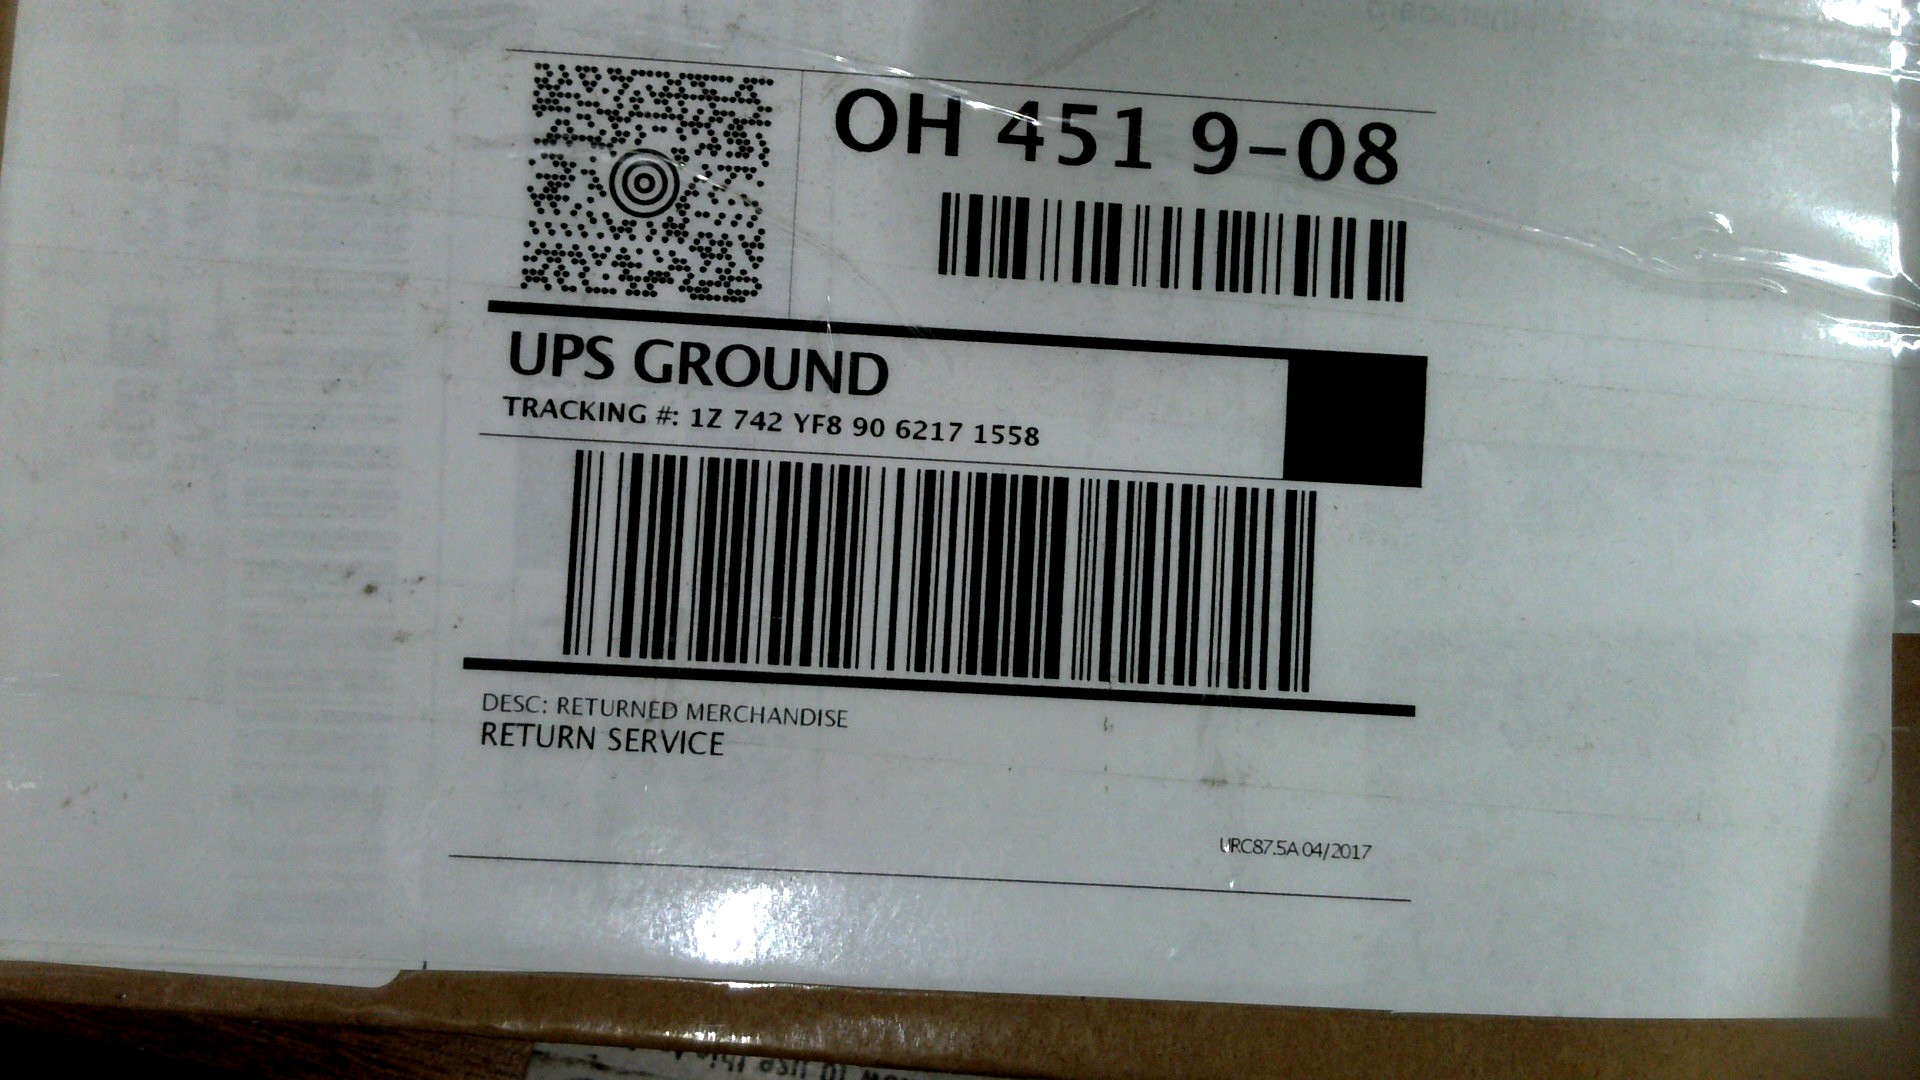 OH 451 9-08
UPS GROUND
TRACKING #: 1Z 742 YF8 90 6217 1558
DESC: RETURNED MERCHANDISE
RETURN SERVICE
URC87.5A 04/2017